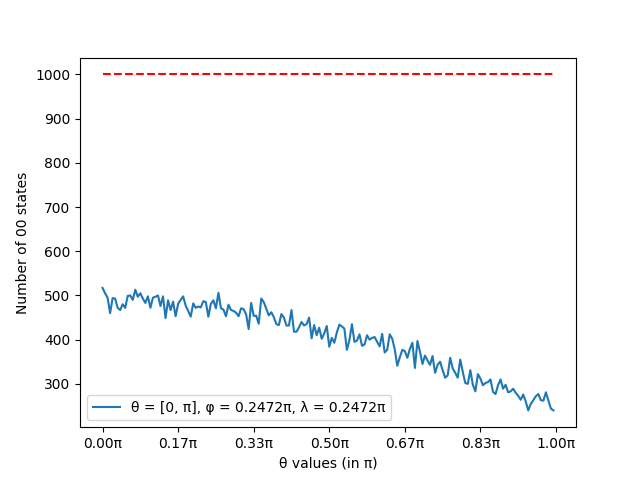 1000
900
800
700
600
500
400
300
Number of 00 states
θ = [0, π], φ = 0.2472π, λ = 0.2472π
0.00π 0.17π 0.33π 0.50π 0.67π 0.83π 1.00π
θ values (in π)